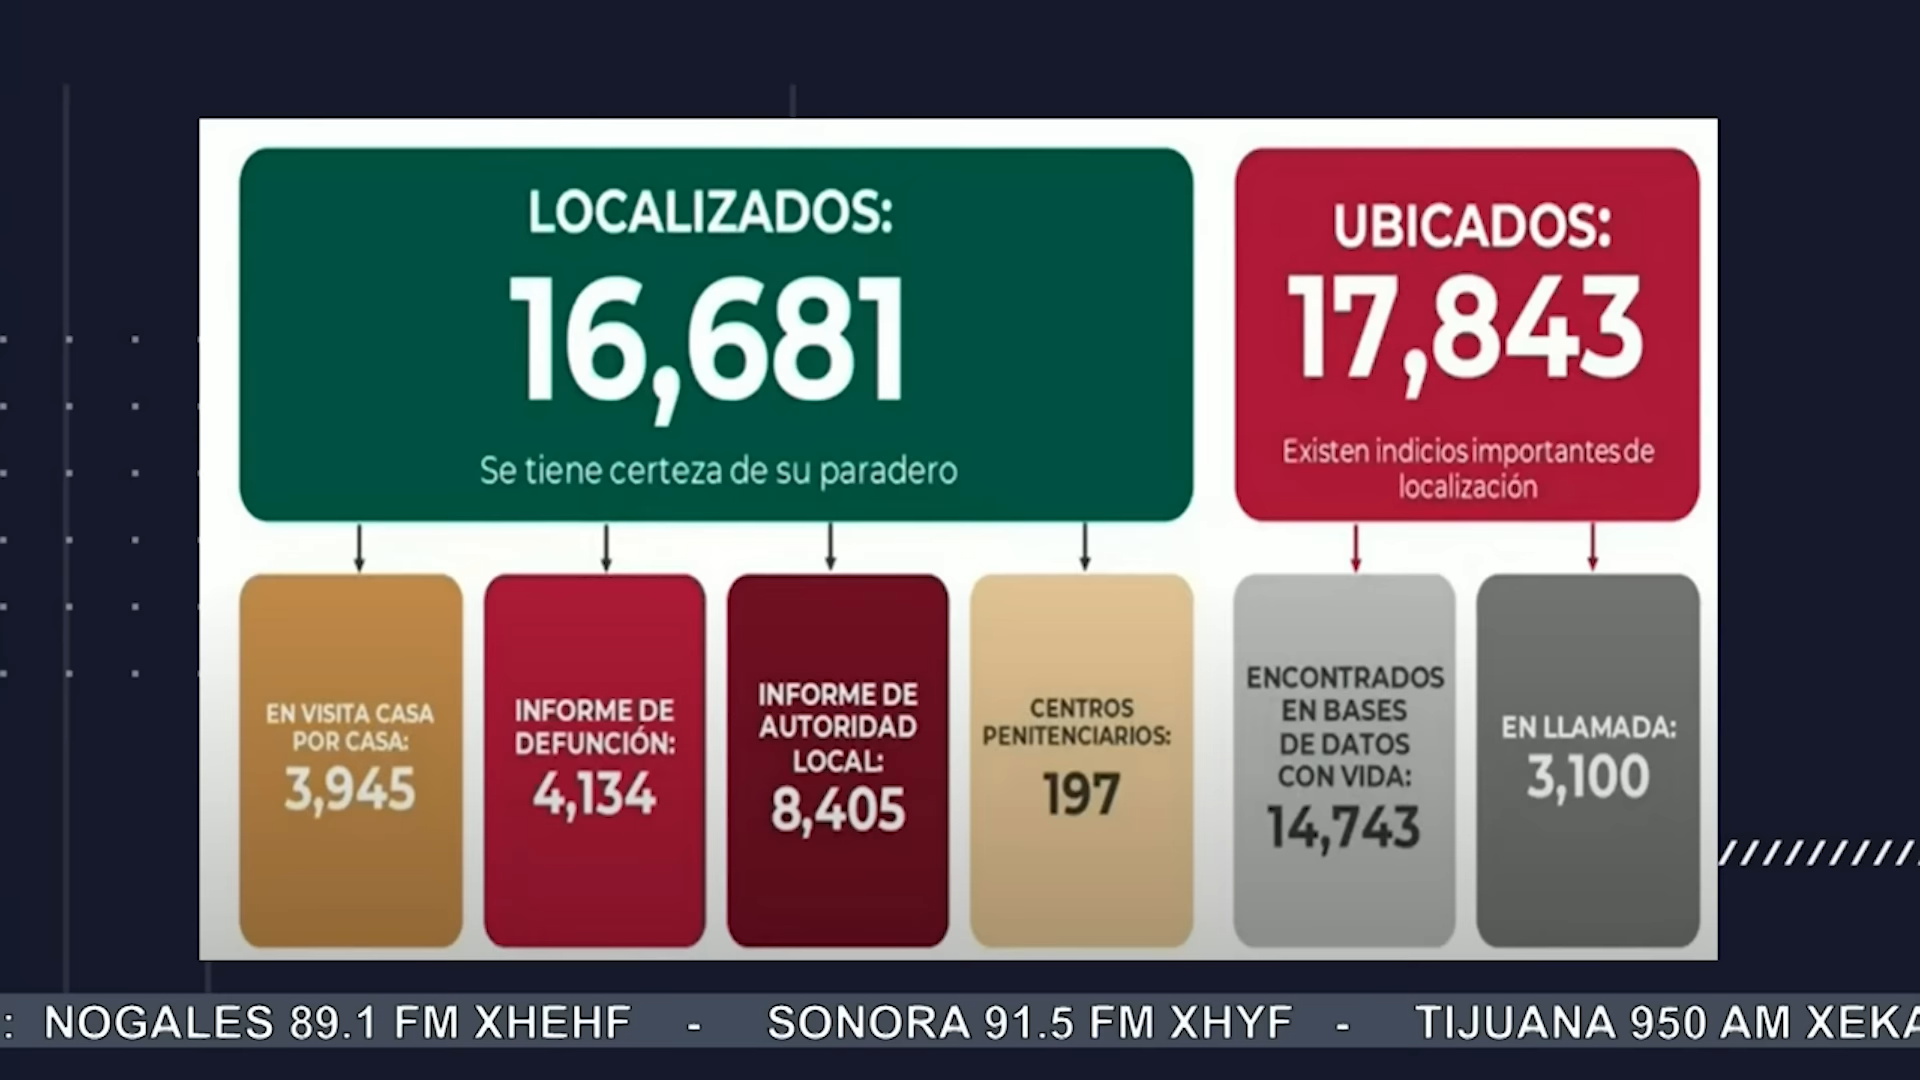 LOCALIZADOS:
16,681
Se tiene certeza de su paradero
UBICADOS:
17,843
Existen indicios importantes de
localización
EN VISITA CASA
POR CASA:
3,945
INFORME DE
DEFUNCIÓN:
4,134
INFORME DE
AUTORIDAD
LOCAL:
8,405
CENTROS
PENITENCIARIOS:
197
ENCONTRADOS
EN BASES
DE DATOS
CON VIDA:
14,743
EN LLAMADA:
3,100
: NOGALES 89.1 FM XHEHF - SONORA 91.5 FM XHYF - TIJUANA 950 AM XEKA